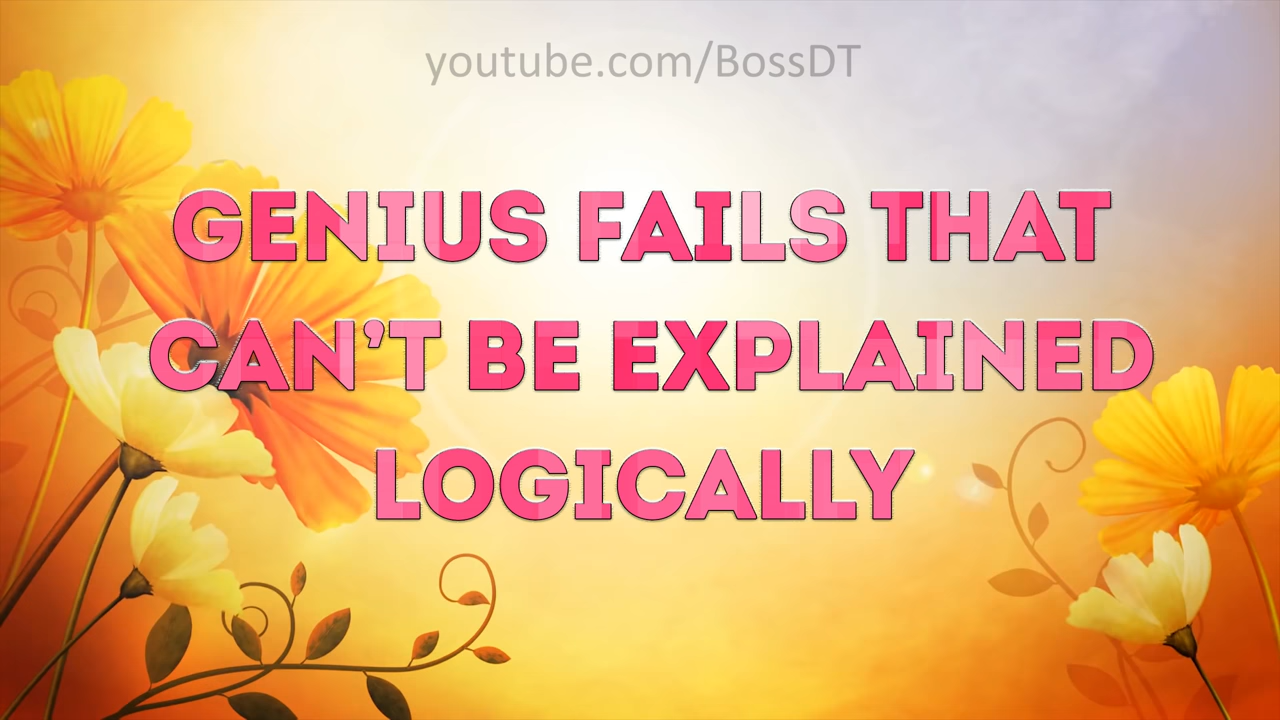 youtube.com/BossDT
GENIUS FAILS THAT
CAN'T BE EXPLAINED
LOGICALLY